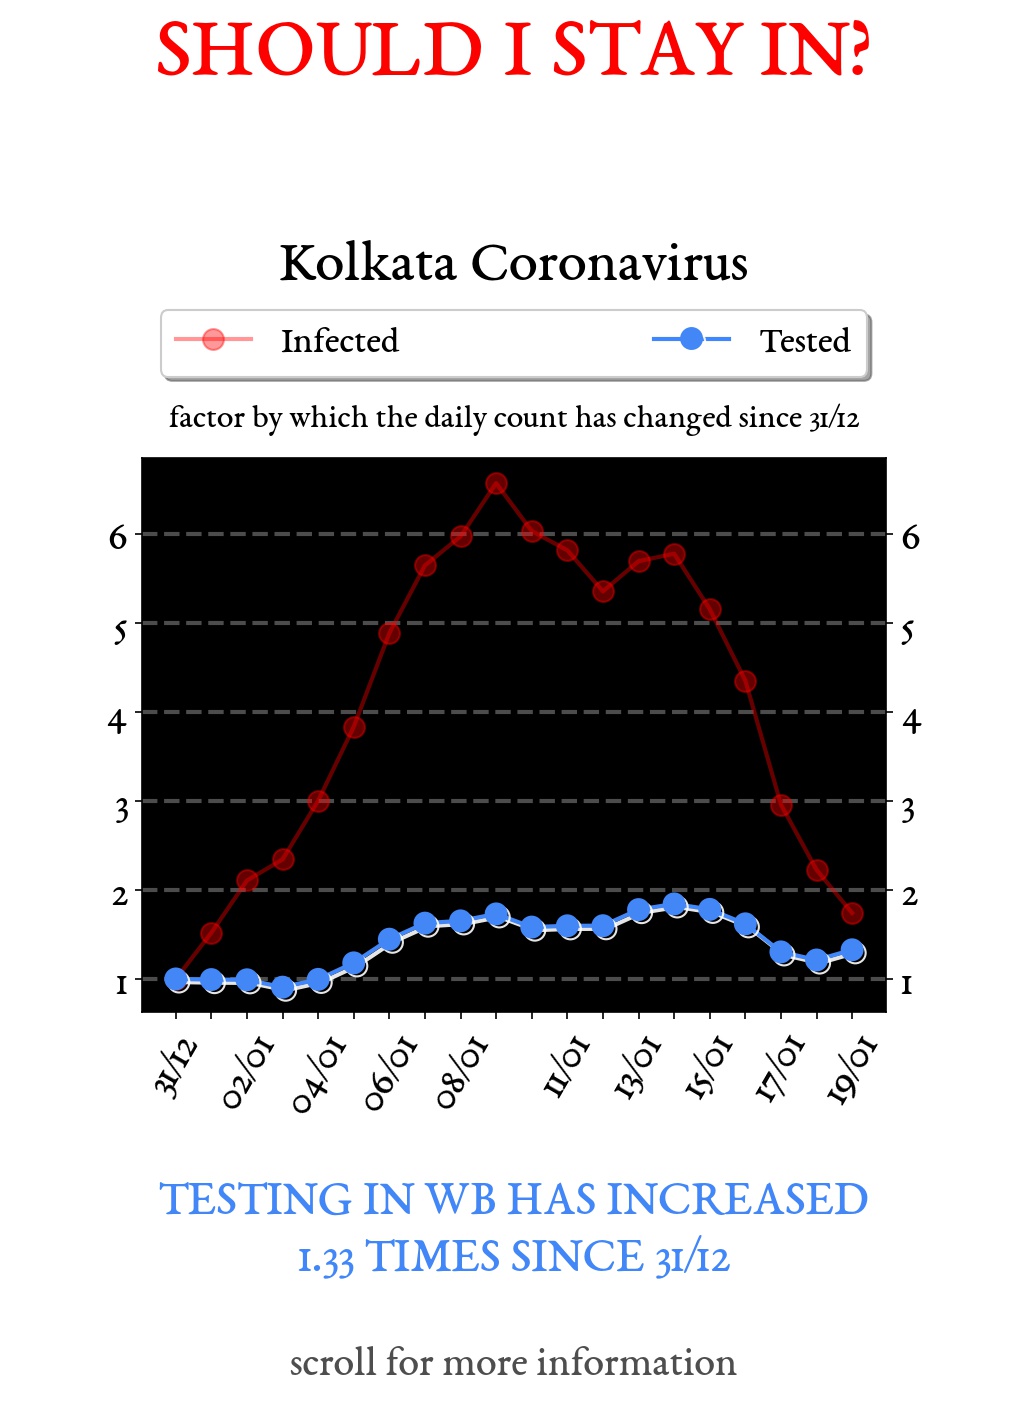 SHOULD I STAY IN?
Kolkata Coronavirus
Infected Tested
factor by which the daily count has changed since 31/12
6 6
5 5
4 4
3 3
2 2
1 1
31/12 02/01 04/01 06/01 08/01 11/01 13/01 15/01 17/01 19/01
TESTING IN WB HAS INCREASED
1.33 TIMES SINCE 31/12
scroll for more information